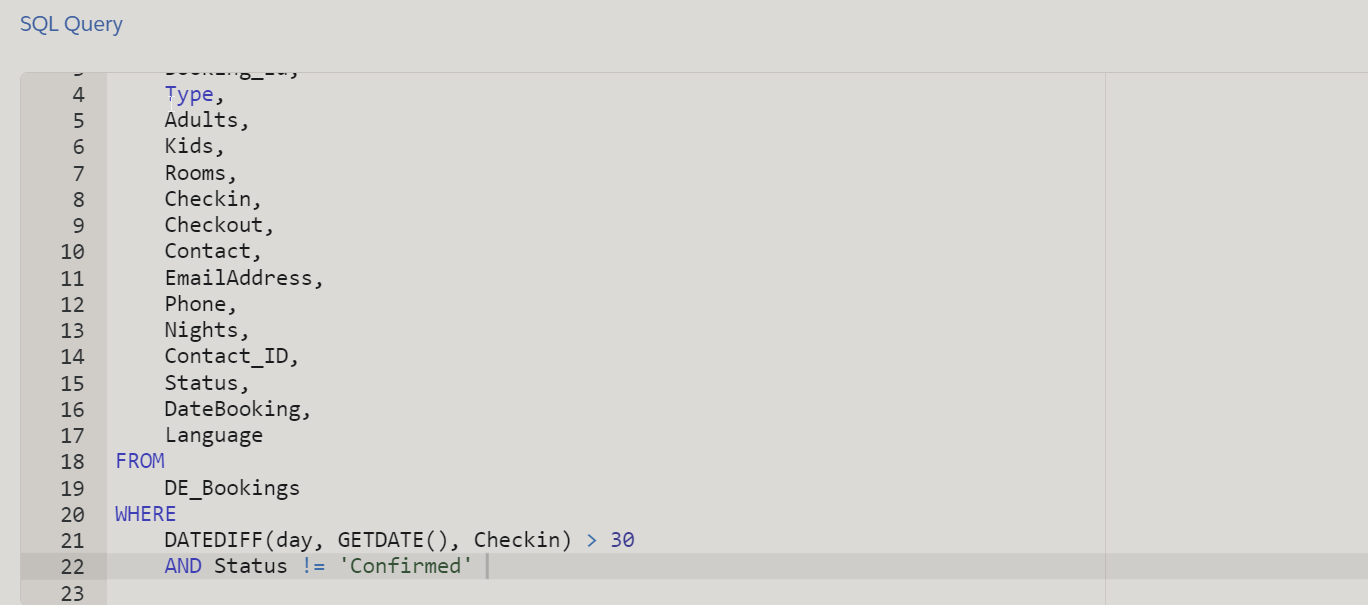 SQL Query
3 Booking_Id,
4 Type,
5 Adults,
6 Kids,
7 Rooms,
8 Checkin,
9 Checkout,
10 Contact,
11 EmailAddress,
12 Phone,
13 Nights,
14 Contact_ID,
15 Status,
16 DateBooking,
17 Language
18 FROM
19 DE_Bookings
20 WHERE
21 DATEDIFF(day, GETDATE(), Checkin) > 30
22 AND Status != 'Confirmed'
23